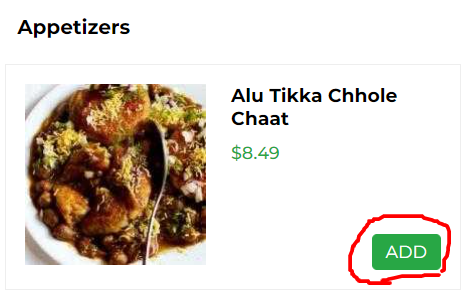 Appetizers
Alu Tikka Chhole
Chaat
$8.49
ADD